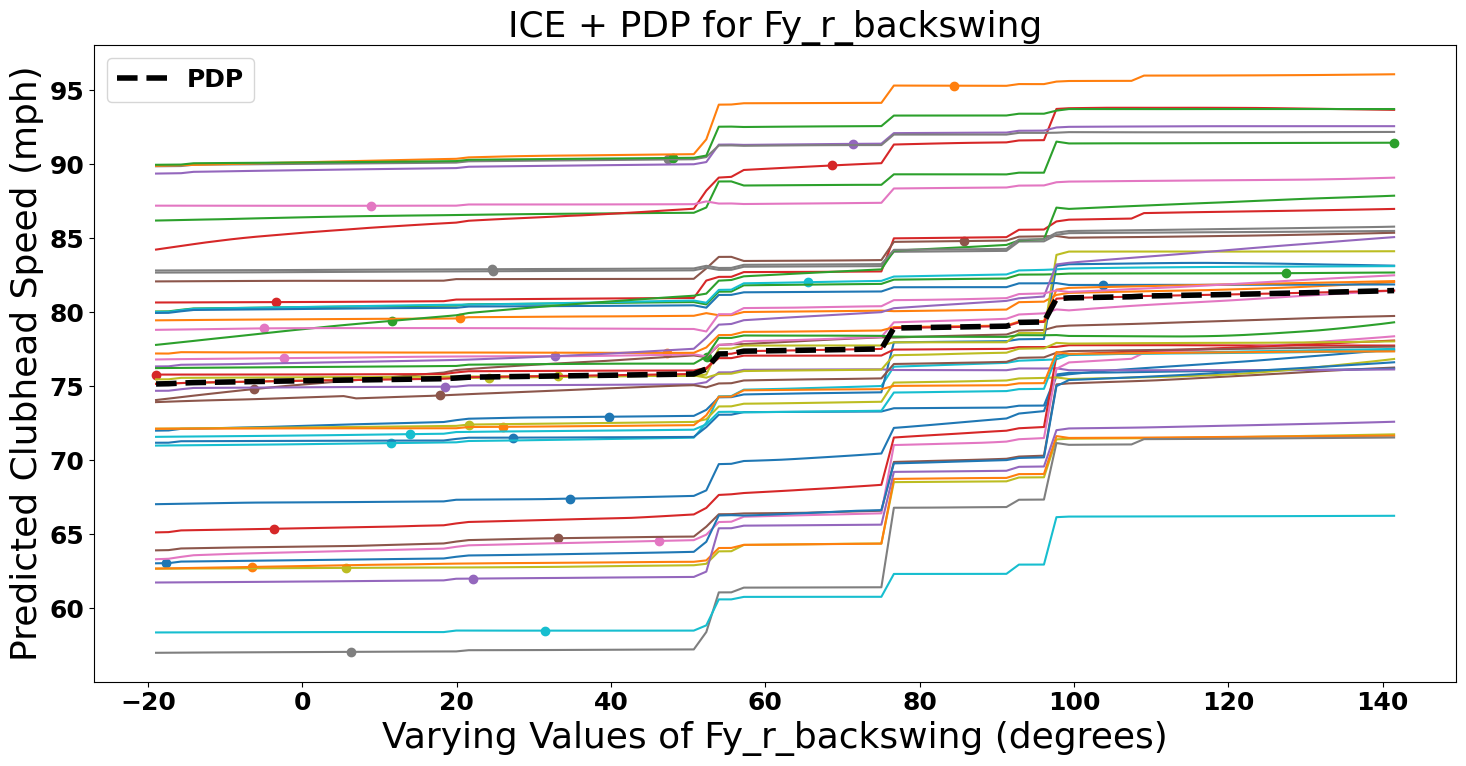 ICE + PDP for Fy_r_backswing
PDP
Predicted Clubhead Speed (mph)
95
90
85
80
75
70
65
60
−20 0 20 40 60 80 100 120 140
Varying Values of Fy_r_backswing (degrees)